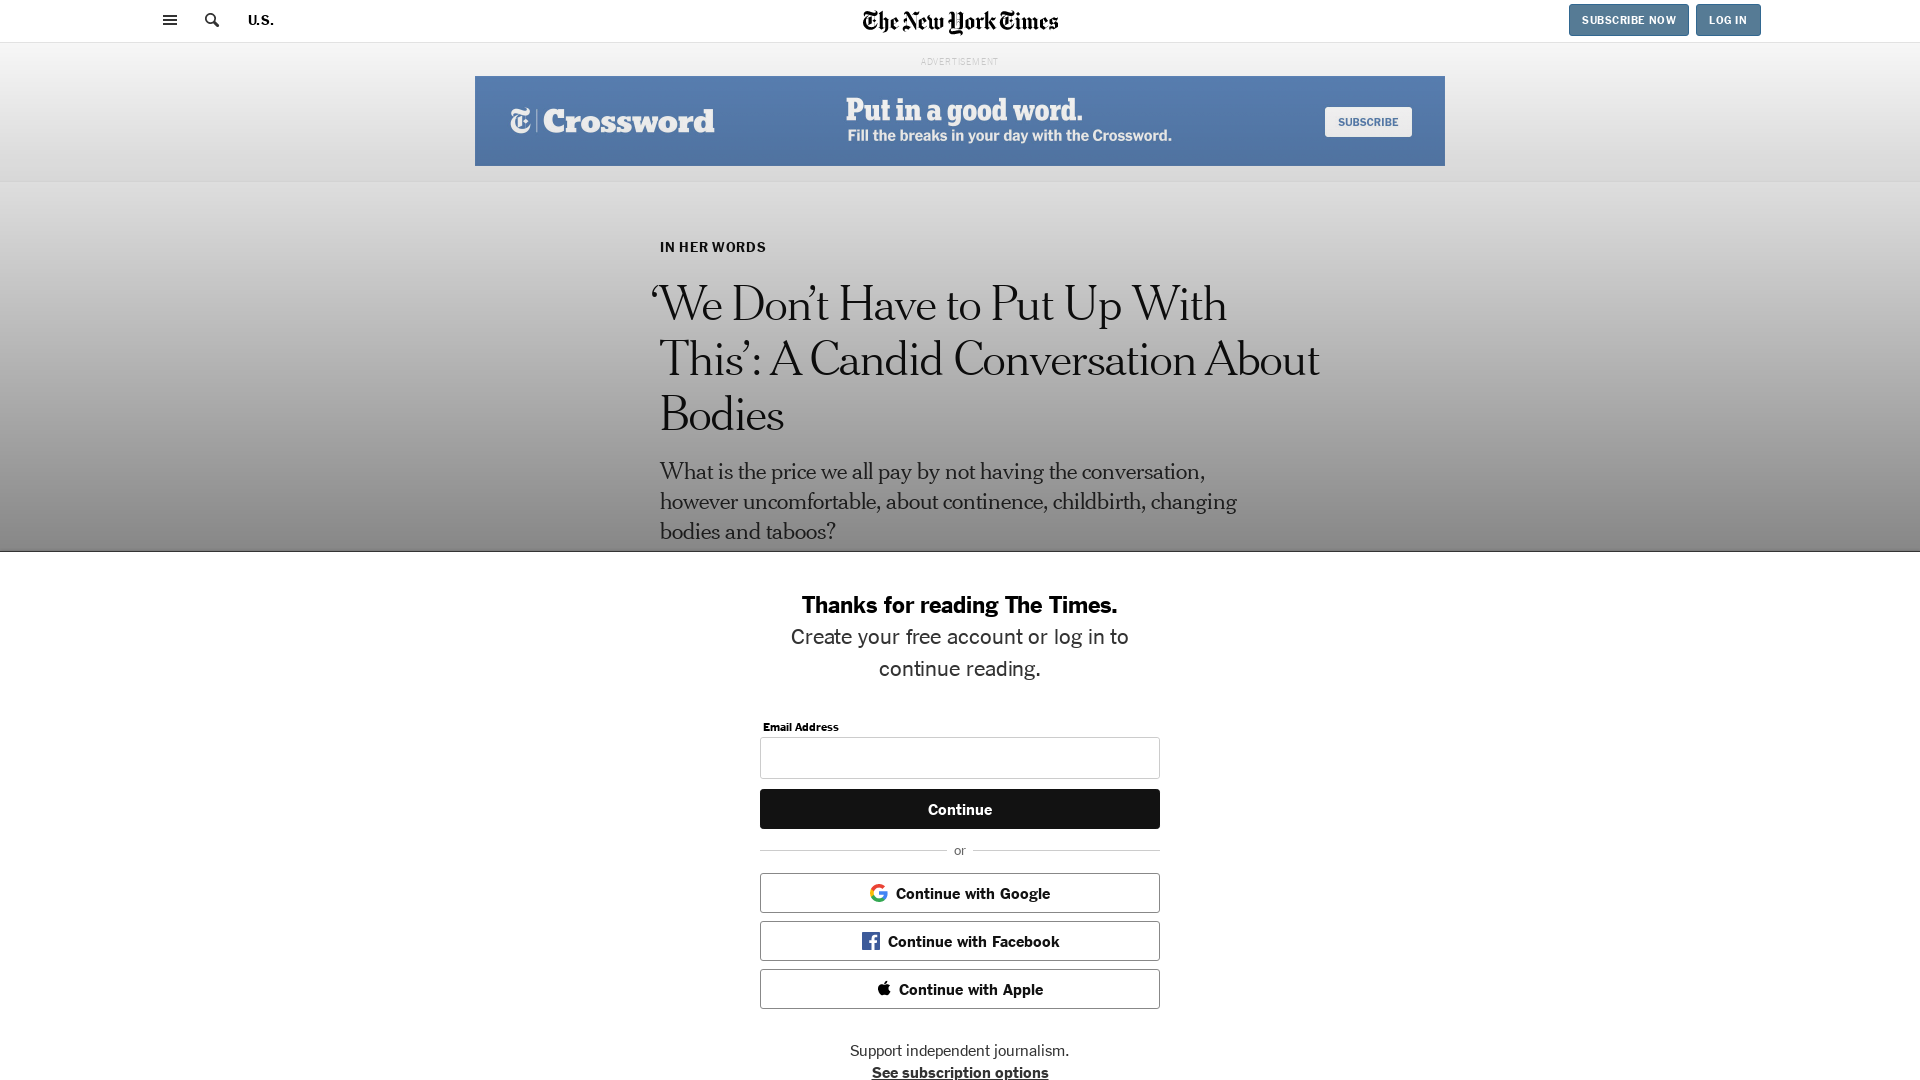 U.S.
The New York Times
SUBSCRIBE NOW
LOG IN
ADVERTISEMENT
Crossword
Put in a good word.
Fill the breaks in your day with the Crossword.
SUBSCRIBE
IN HER WORDS
‘We Don’t Have to Put Up With
This’: A Candid Conversation About
Bodies
What is the price we all pay by not having the conversation,
however uncomfortable, about continence, childbirth, changing
bodies and taboos?
Thanks for reading The Times.
Create your free account or log in to
continue reading.
Email Address
Continue
or
Continue with Google
Continue with Facebook
Continue with Apple
Support independent journalism.
See subscription options